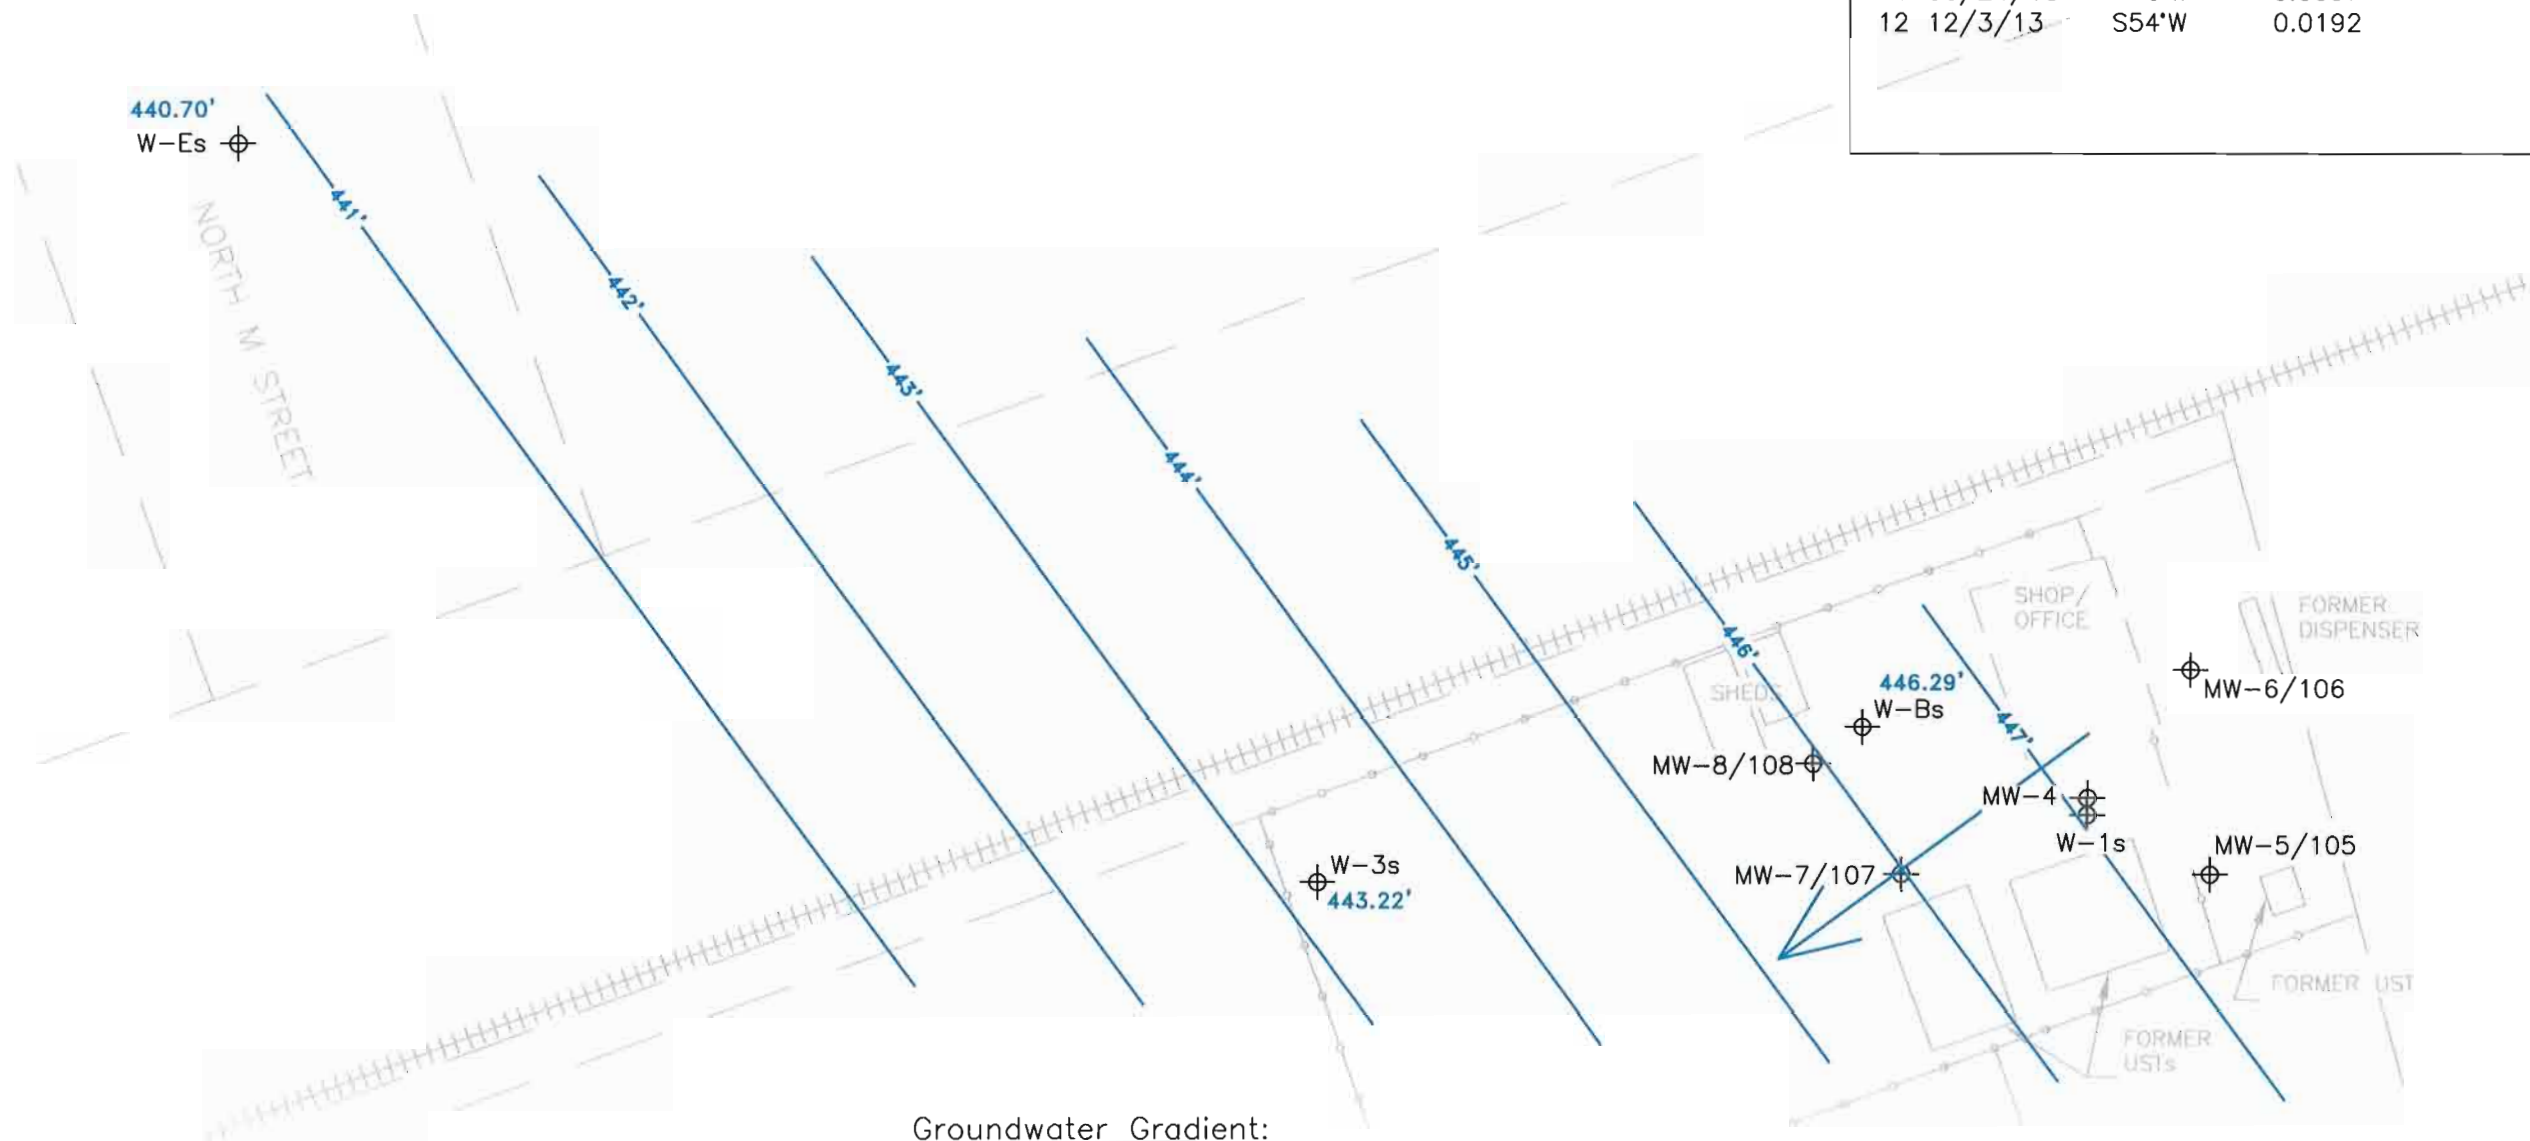 12 12/3/13 S54°W 0.0192
440.70'
W-Es
NORTH M STREET
441'
442'
443'
444'
445'
446'
447'
SHOP/
OFFICE
FORMER
DISPENSER
MW-6/106
446.29'
W-Bs
SHEDS
MW-8/108
MW-4
W-1s
MW-5/105
W-3s
443.22'
MW-7/107
FORMER UST
FORMER
USTs
Groundwater Gradient: